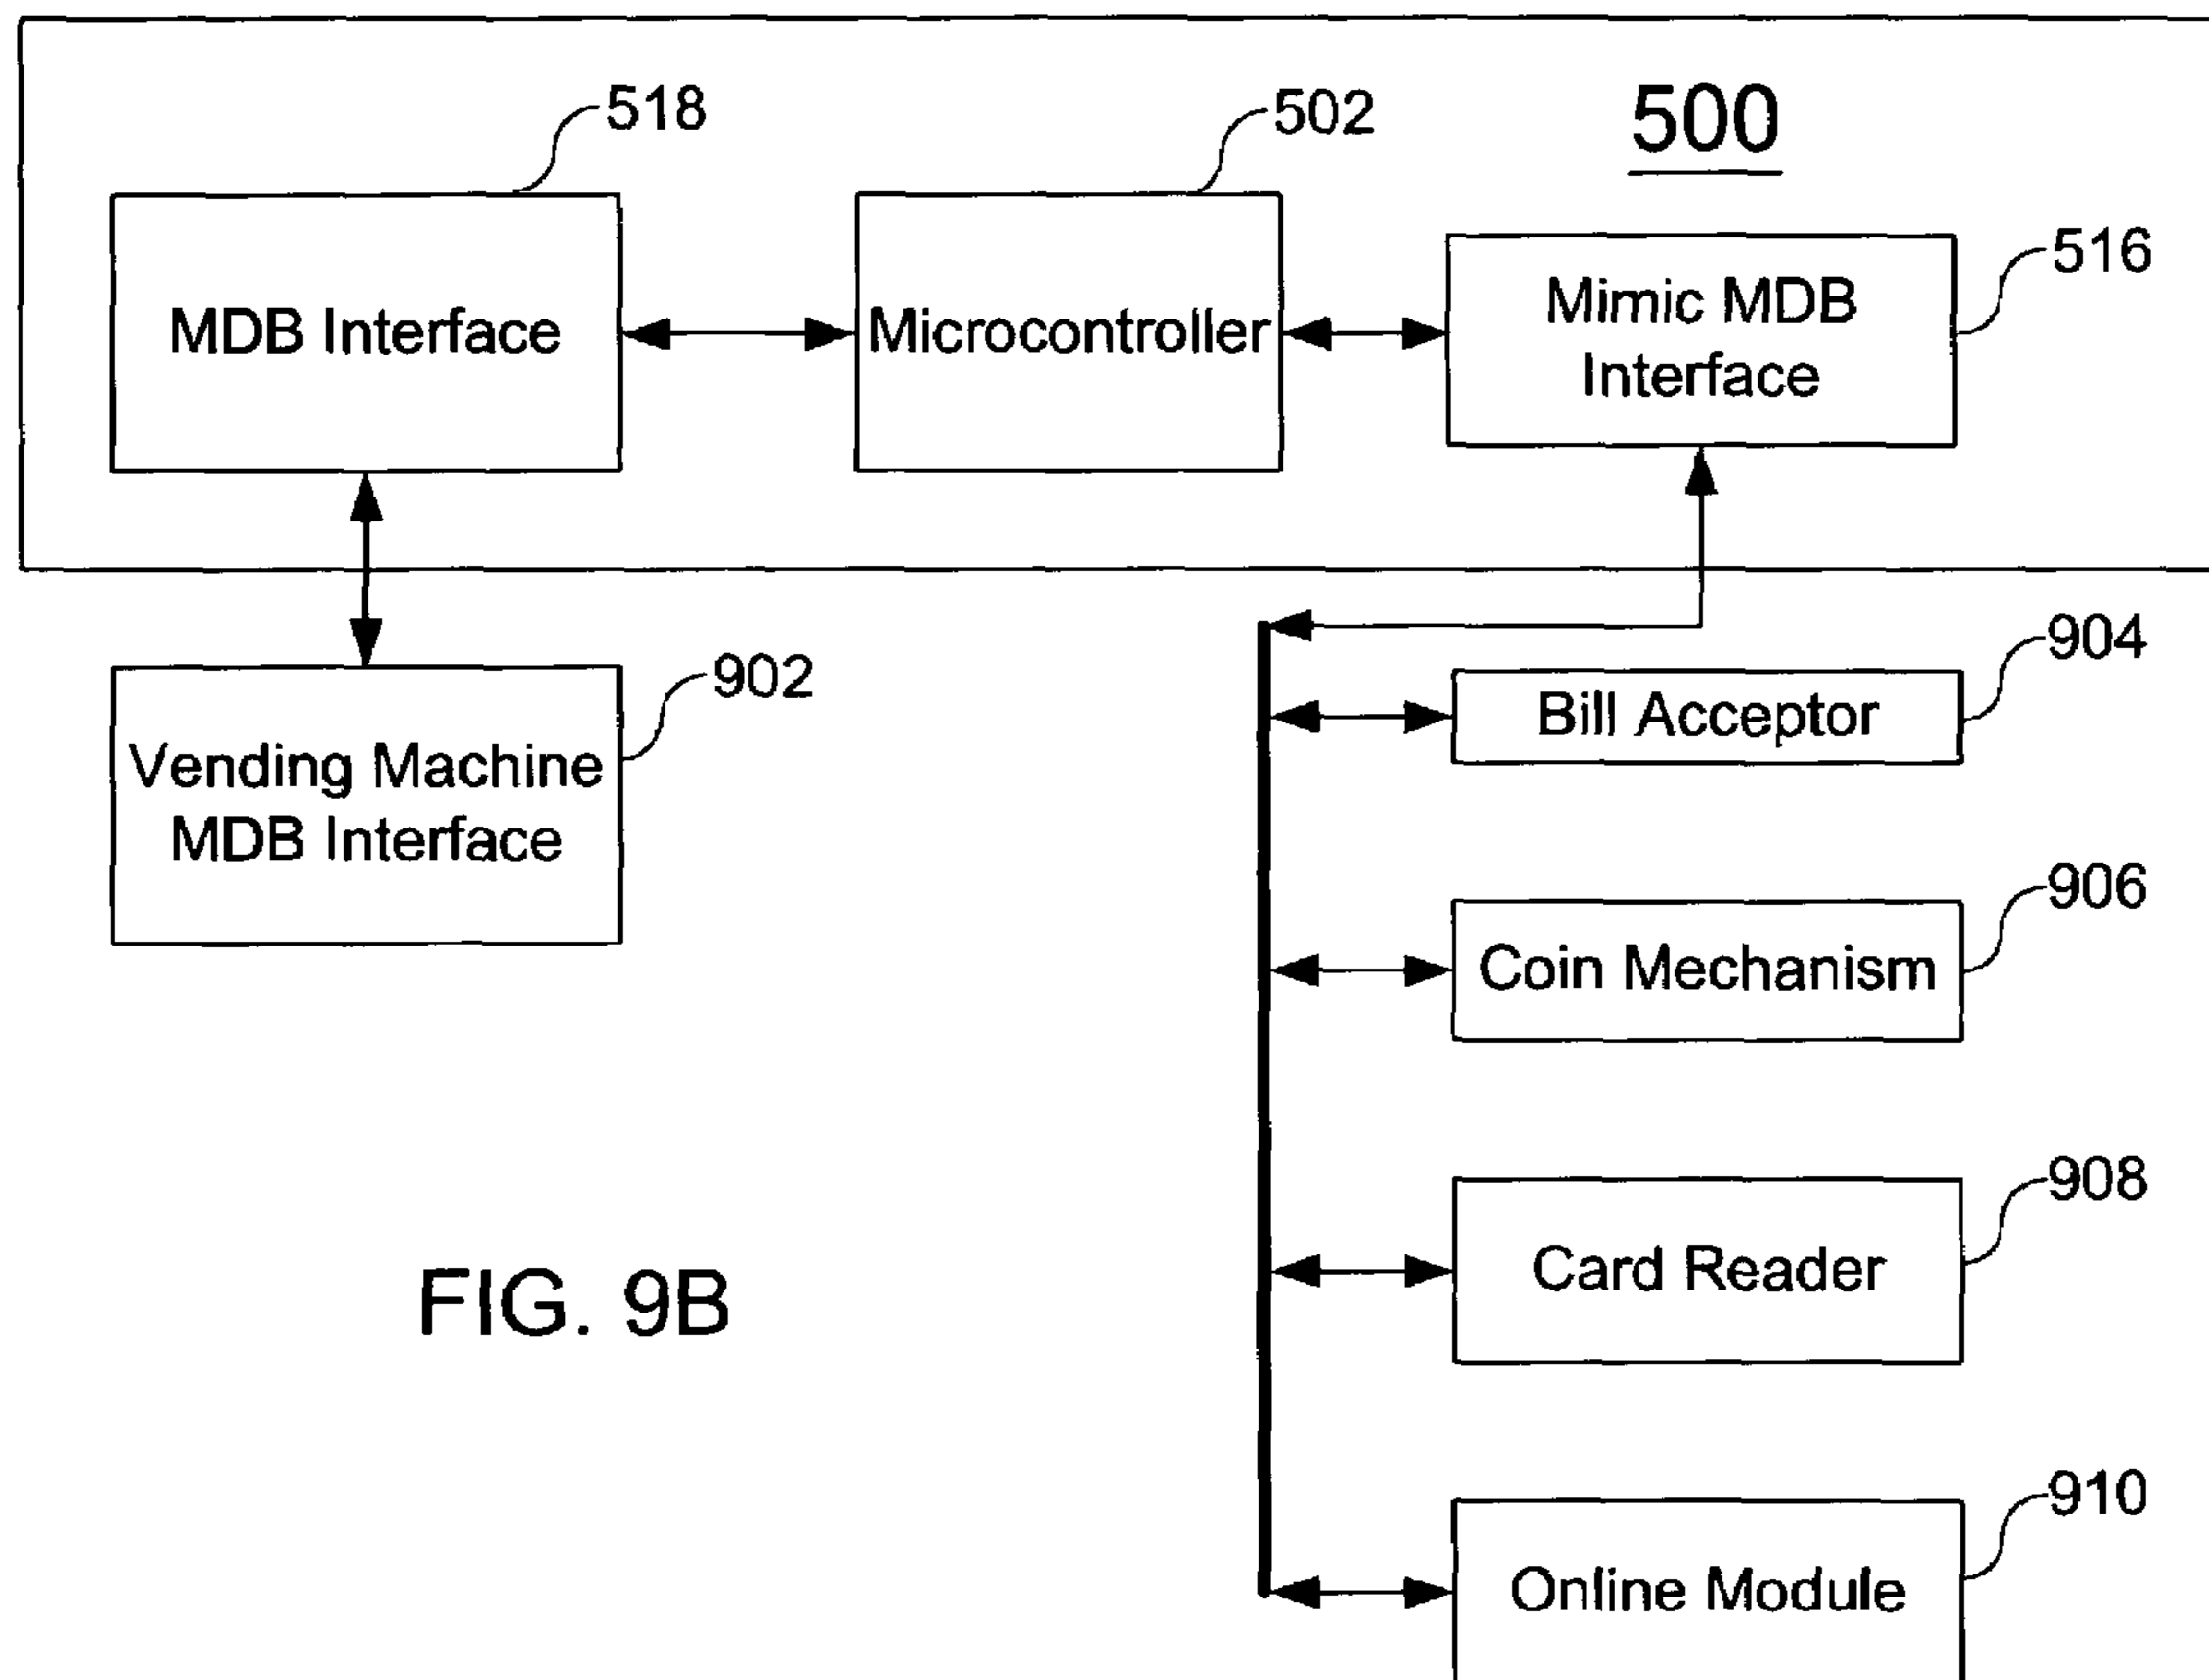 518
502
500
MDB Interface
Microcontroller
Mimic MDB
Interface
516
902
Vending Machine
MDB Interface
904
Bill Acceptor
906
Coin Mechanism
908
Card Reader
FIG. 9B
910
Online Module